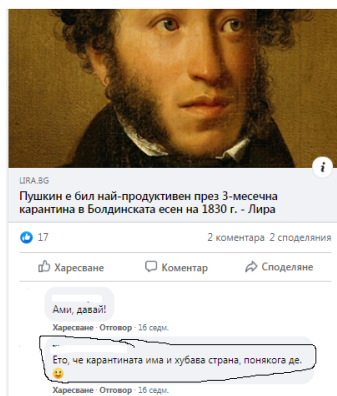 LIRA.BG
Пушкин е бил най-продуктивен през 3-месечна
карантина в Болдинската есен на 1830 г. - Лира
17 2 коментара 2 споделяния
Харесване Коментар Споделяне
Ами, давай!
Харесване · Отговор · 16 седм.
Ето, че карантината има и хубава страна, понякога де.
Харесване · Отговор · 16 седм.